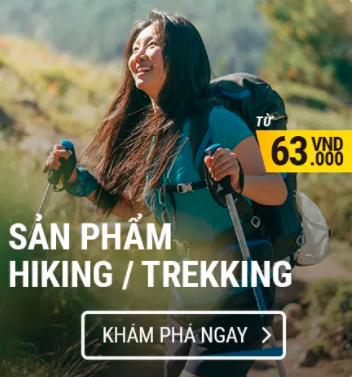 TỪ
63 VND .000
SẢN PHẨM
HIKING / TREKKING
KHÁM PHÁ NGAY >